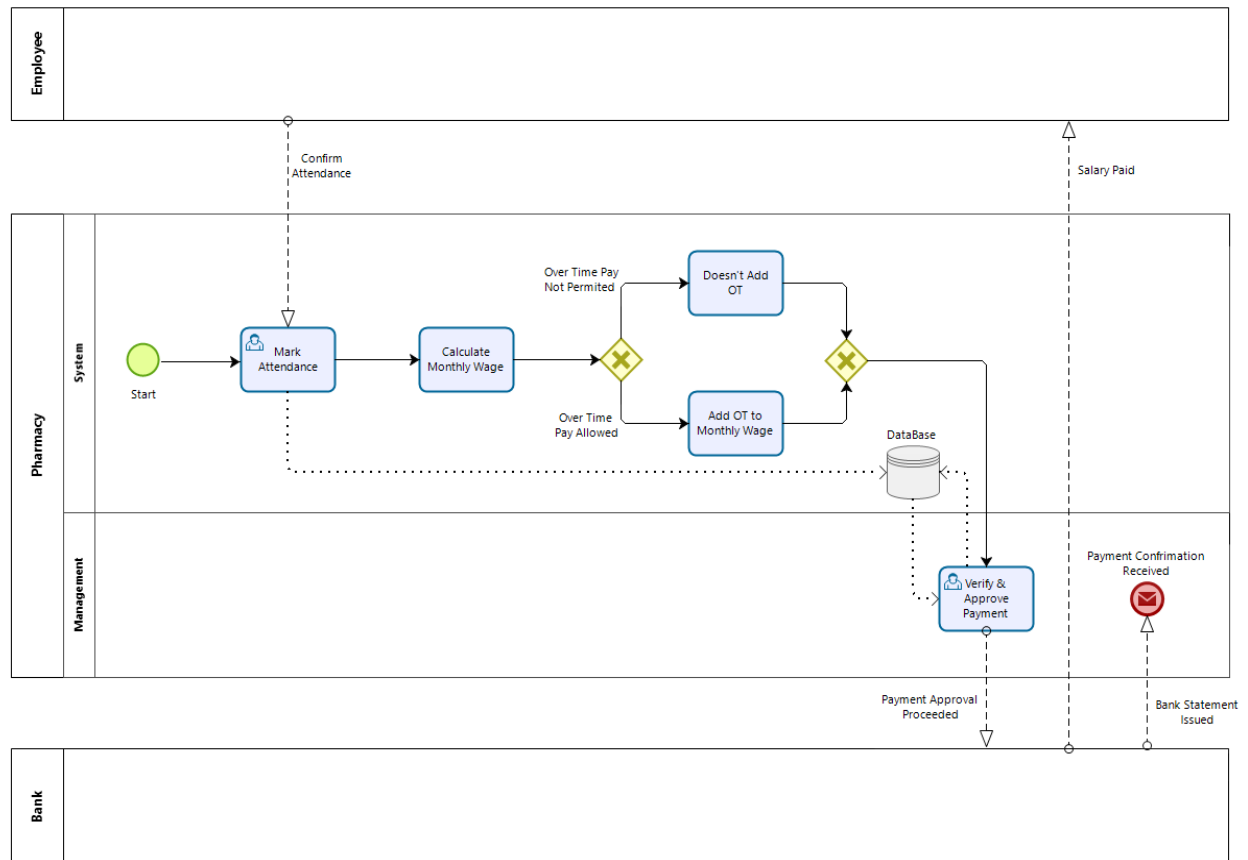 Employee
Confirm
Attendance
Salary Paid
Pharmacy
System
Start
Mark
Attendance
Calculate
Monthly Wage
Over Time Pay
Not Permited
Doesn't Add
OT
Over Time
Pay Allowed
Add OT to
Monthly Wage
DataBase
Management
Verify &
Approve
Payment
Payment Confrimation
Received
Payment Approval
Proceeded
Bank Statement
Issued
Bank